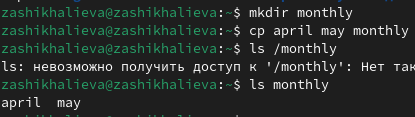 zashikhalieva@zashikhalieva:~$ mkdir monthly
zashikhalieva@zashikhalieva:~$ cp april may monthly
zashikhalieva@zashikhalieva:~$ ls /monthly
ls: невозможно получить доступ к '/monthly': Нет так
zashikhalieva@zashikhalieva:~$ ls monthly
april  may